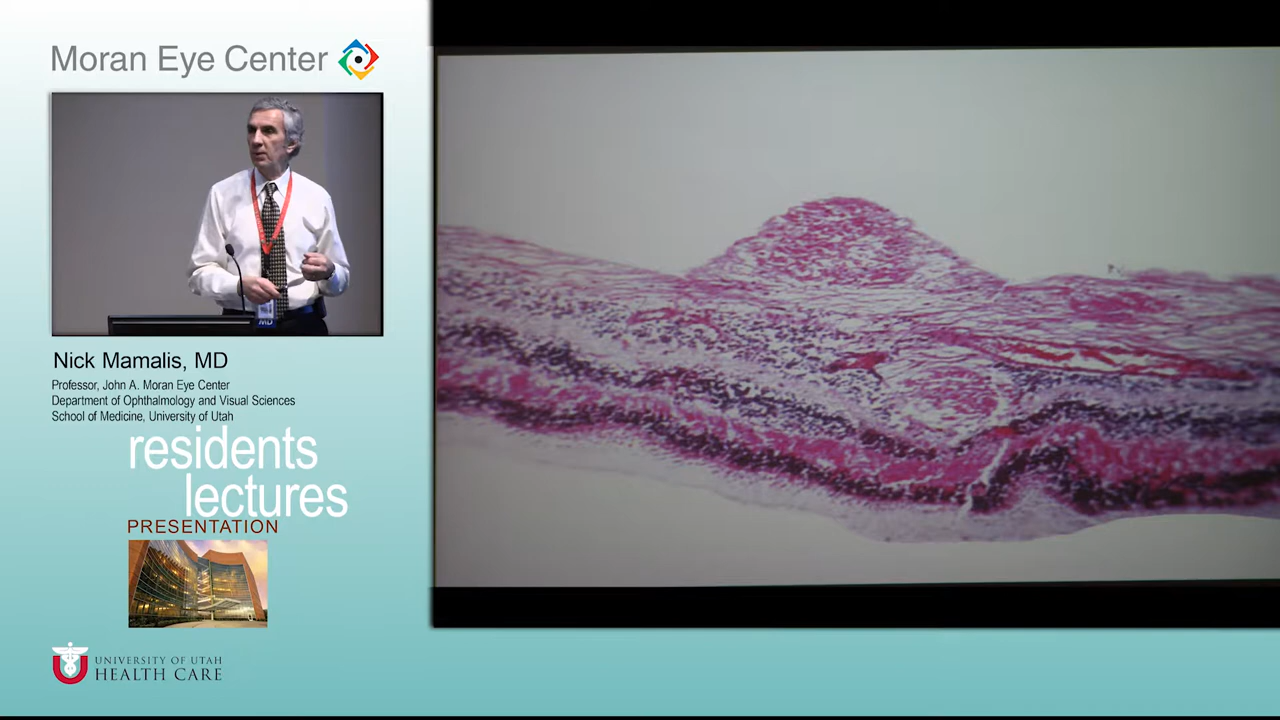 Moran Eye Center
MD
Nick Mamalis, MD
Professor, John A. Moran Eye Center
Department of Ophthalmology and Visual Sciences
School of Medicine, University of Utah
residents
lectures
PRESENTATION
U
UNIVERSITY OF UTAH
HEALTH CARE